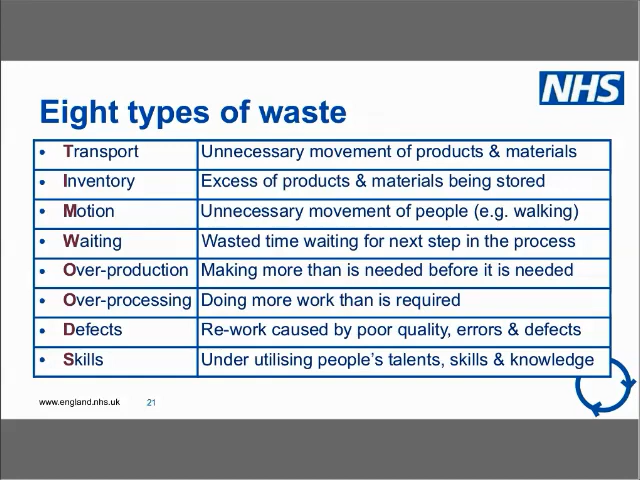 NHS
Eight types of waste
• Transport Unnecessary movement of products & materials
• Inventory Excess of products & materials being stored
• Motion Unnecessary movement of people (e.g. walking)
• Waiting Wasted time waiting for next step in the process
• Over-production Making more than is needed before it is needed
• Over-processing Doing more work than is required
• Defects Re-work caused by poor quality, errors & defects
• Skills Under utilising people’s talents, skills & knowledge
www.england.nhs.uk 21